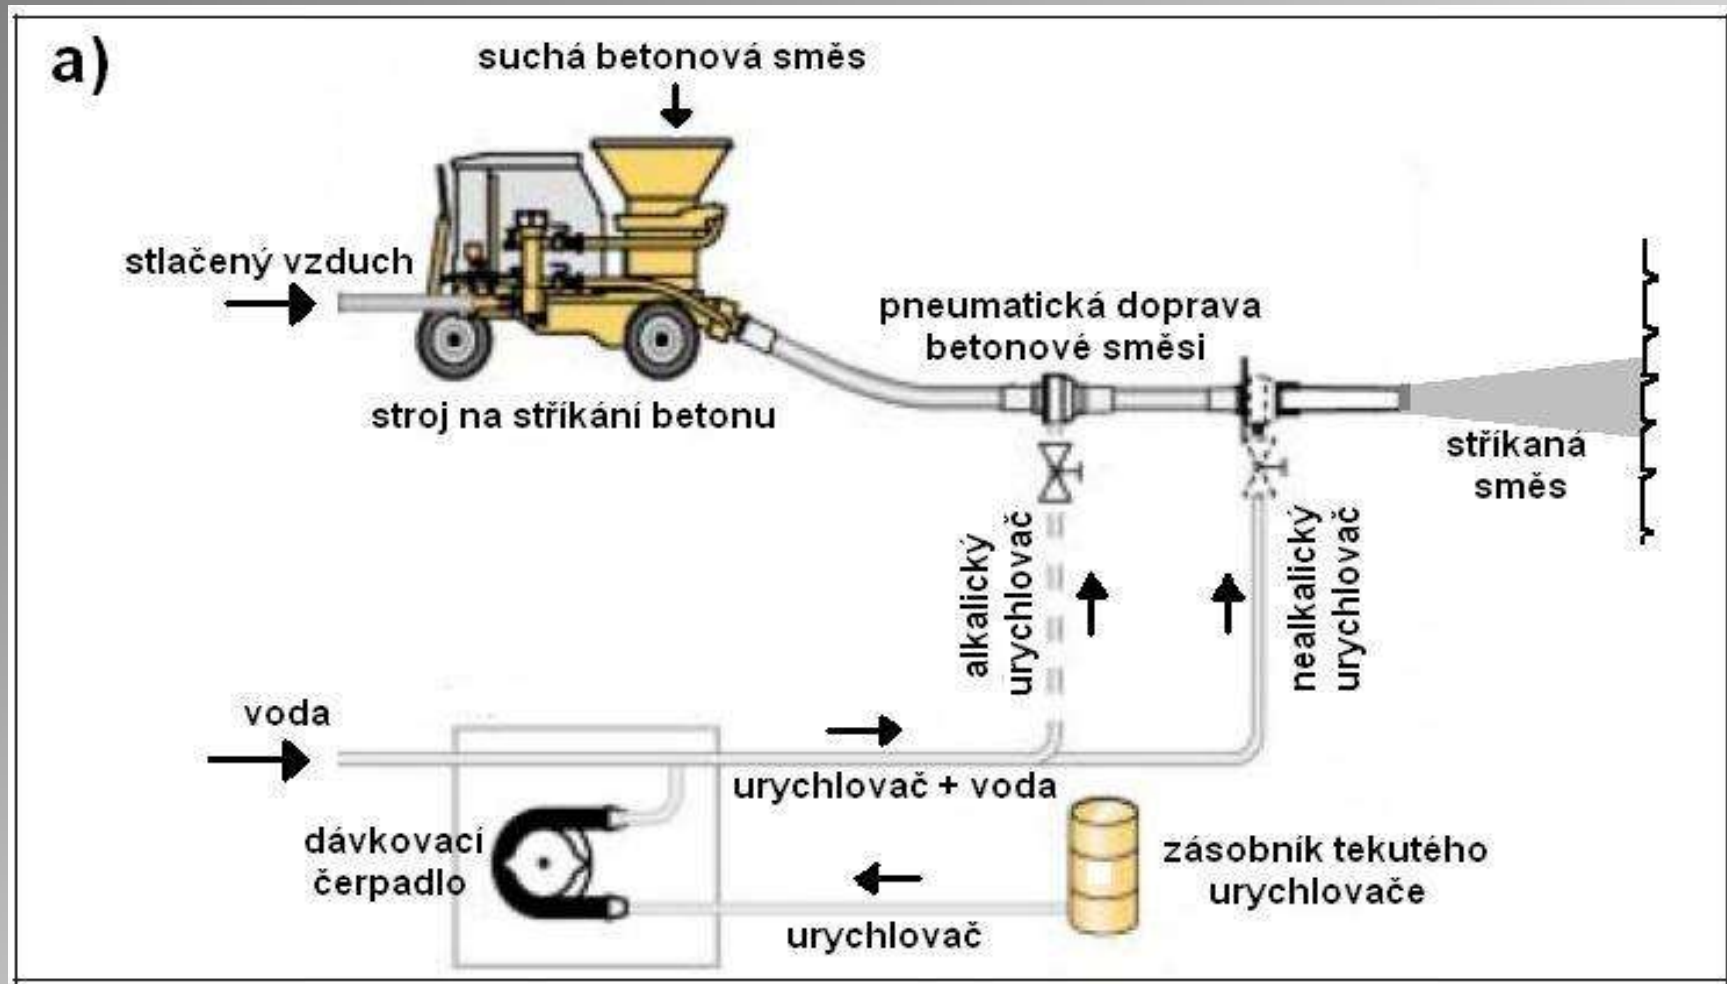 a)
suchá betonová směs
stlačený vzduch
pneumatická doprava
betonové směsi
stroj na stříkání betonu
stříkaná
směs
alkalický
urychlovač
nealkalický
urychlovač
voda
urychlovač + voda
dávkovací
čerpadlo
zásobník tekutého
urychlovače
urychlovač